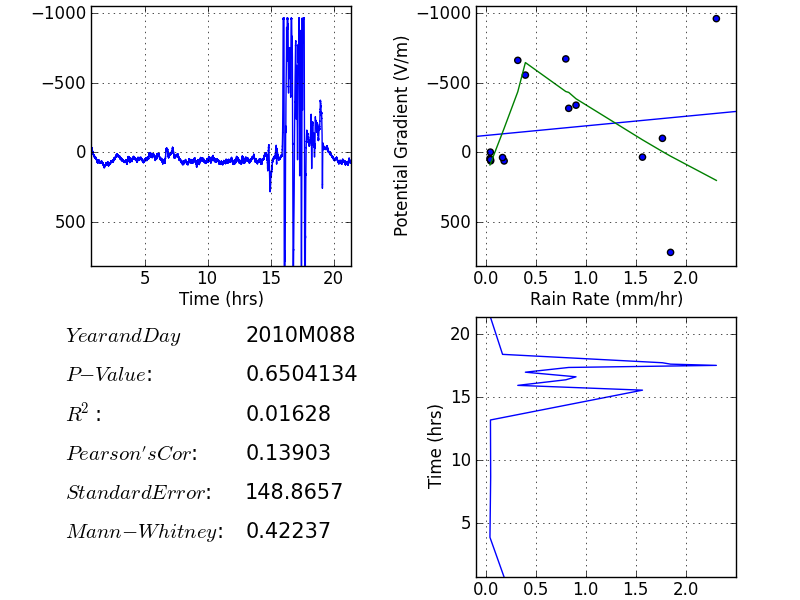 −1000
−500
0
500
5
10
15
20
Time (hrs)
−1000
−500
0
500
Potential Gradient (V/m)
0.0
0.5
1.0
1.5
2.0
Rain Rate (mm/hr)
YearandDay 2010M088
P−Value: 0.6504134
R²: 0.01628
Pearson'sCor: 0.13903
StandardError: 148.8657
Mann−Whitney: 0.42237
20
15
10
5
Time (hrs)
0.0
0.5
1.0
1.5
2.0